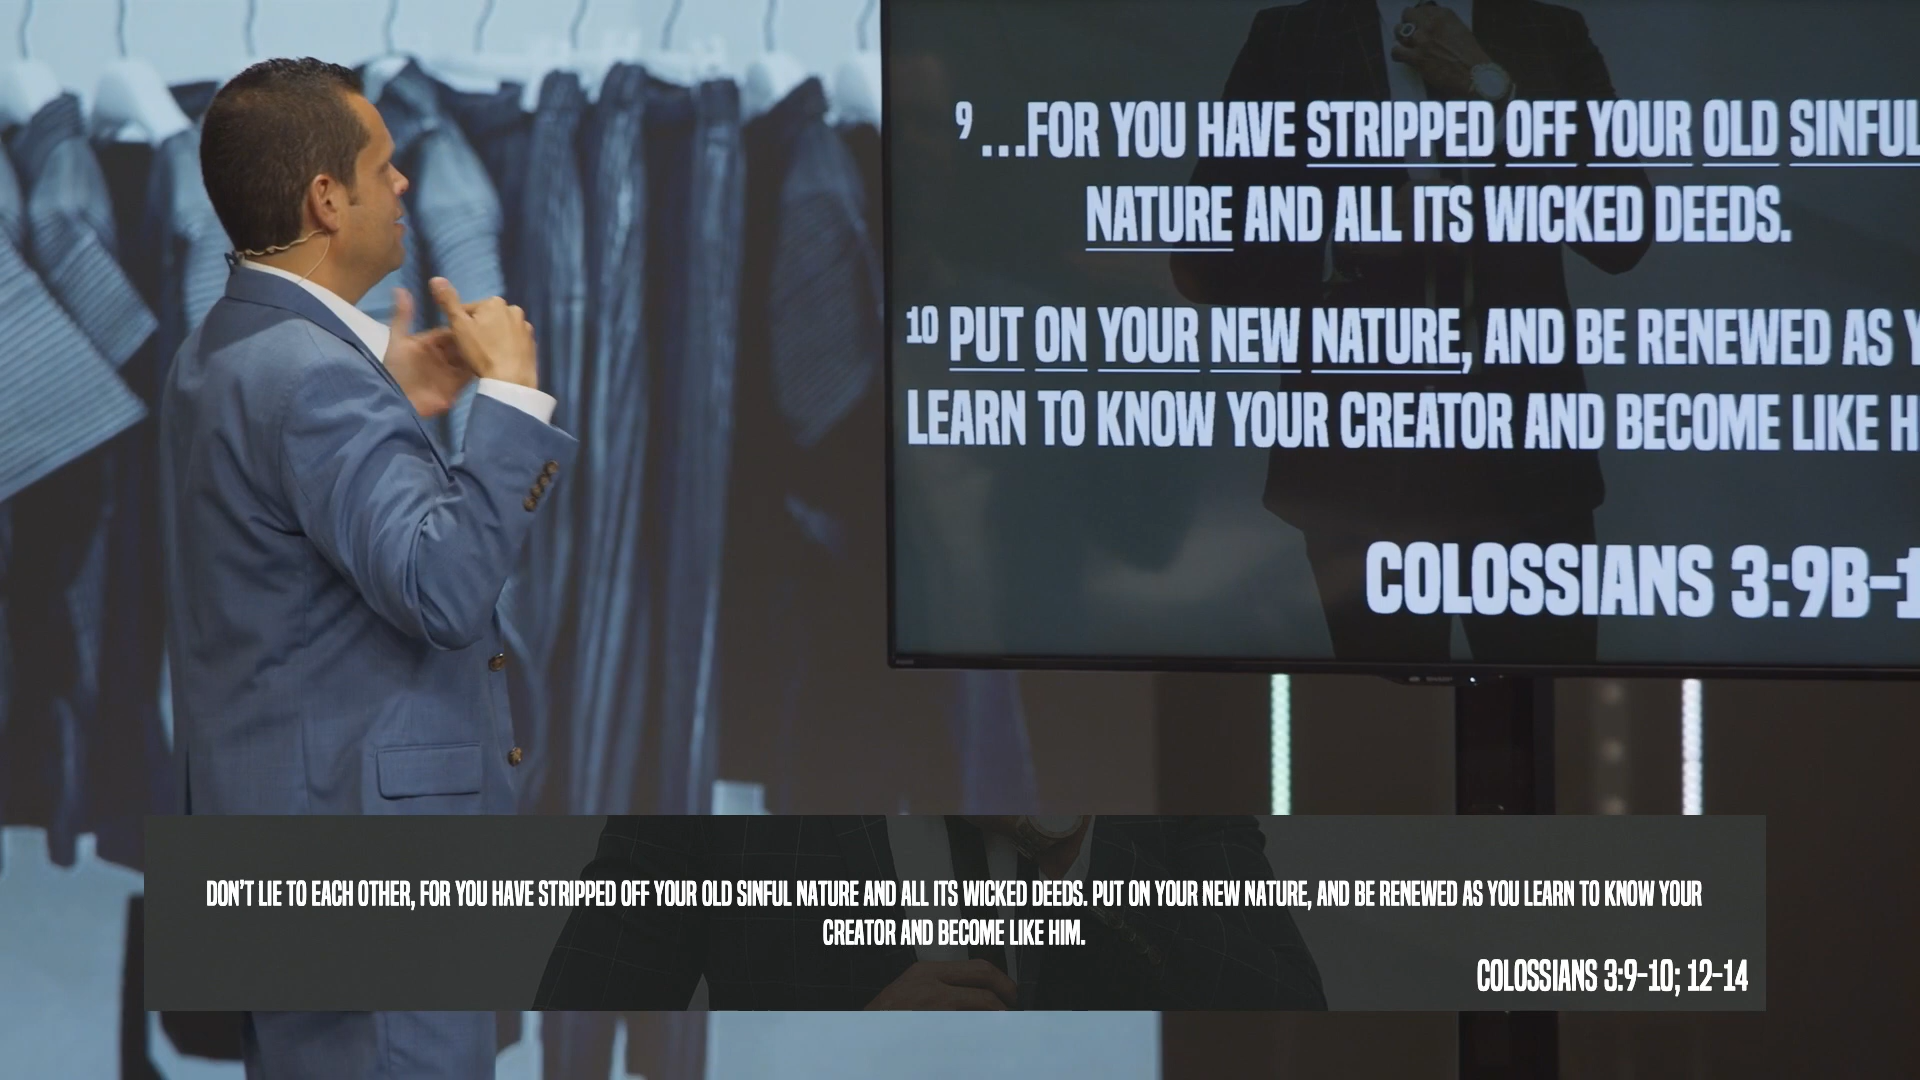 9 ...FOR YOU HAVE STRIPPED OFF YOUR OLD SINFUL
NATURE AND ALL ITS WICKED DEEDS.
10 PUT ON YOUR NEW NATURE, AND BE RENEWED AS Y
LEARN TO KNOW YOUR CREATOR AND BECOME LIKE H
COLOSSIANS 3:9B-1
DON'T LIE TO EACH OTHER, FOR YOU HAVE STRIPPED OFF YOUR OLD SINFUL NATURE AND ALL ITS WICKED DEEDS. PUT ON YOUR NEW NATURE, AND BE RENEWED AS YOU LEARN TO KNOW YOUR
CREATOR AND BECOME LIKE HIM.
COLOSSIANS 3:9-10; 12-14